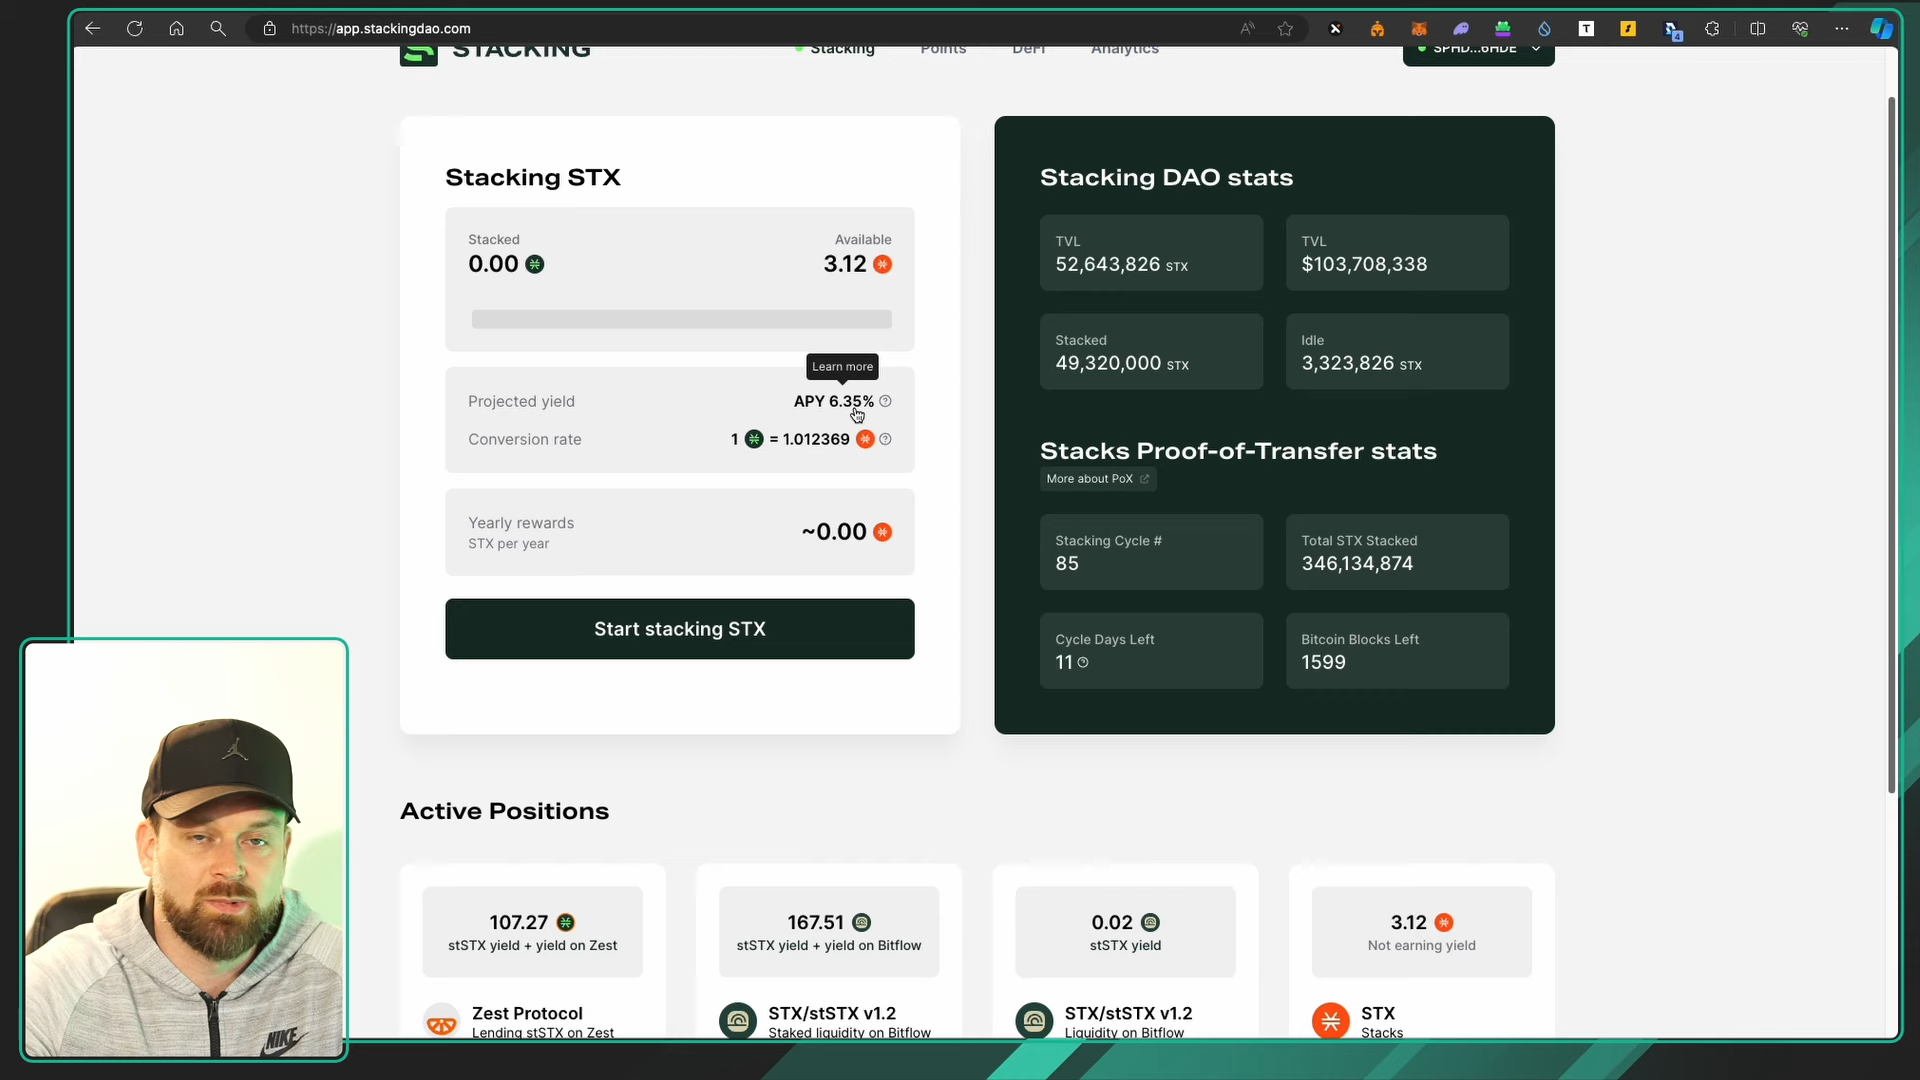 https://app.stackingdao.com
STACKING
Stacking
Points
DeFi
Analytics
SPHD...6HDE
Stacking STX
Stacked
Available
0.00
3.12
Learn more
Projected yield
APY 6.35%
Conversion rate
1 = 1.012369
Yearly rewards
STX per year
~0.00
Start stacking STX
Stacking DAO stats
TVL
52,643,826 STX
TVL
$103,708,338
Stacked
49,320,000 STX
Idle
3,323,826 STX
Stacks Proof-of-Transfer stats
More about PoX
Stacking Cycle #
85
Total STX Stacked
346,134,874
Cycle Days Left
11
Bitcoin Blocks Left
1599
Active Positions
107.27
stSTX yield + yield on Zest
Zest Protocol
Lending stSTX on Zest
167.51
stSTX yield + yield on Bitflow
STX/stSTX v1.2
Staked liquidity on Bitflow
0.02
stSTX yield
STX/stSTX v1.2
Liquidity on Bitflow
3.12
Not earning yield
STX
Stacks
NIKE